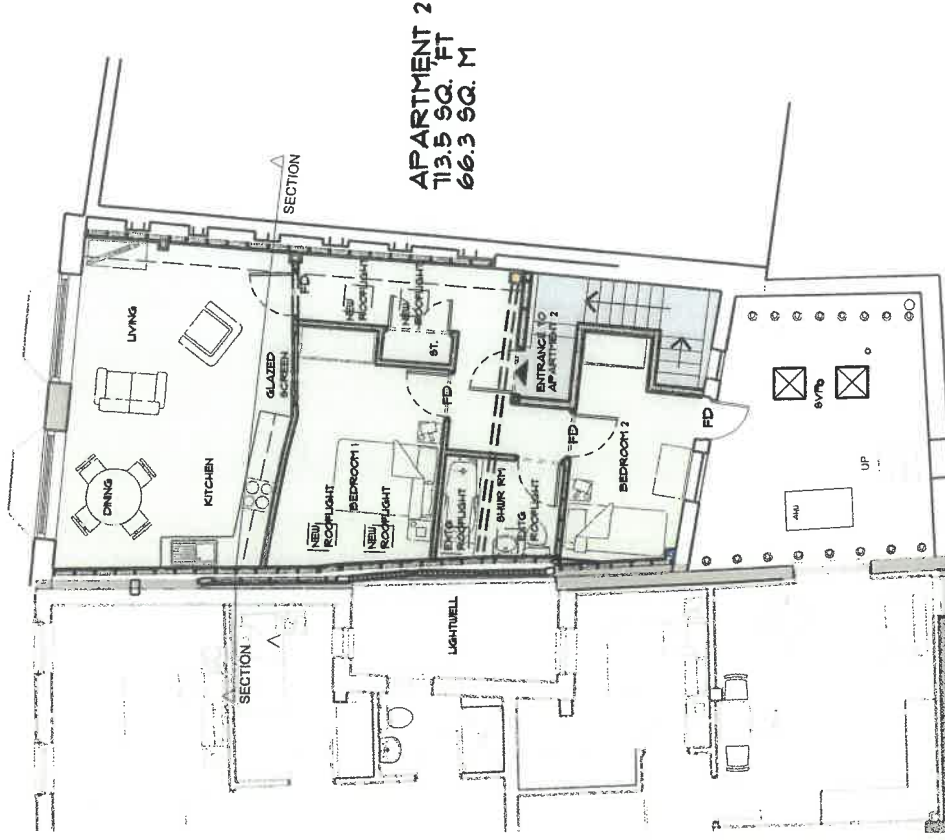 APARTMENT 2
713.5 SQ. FT
66.3 SQ. M
SECTION
LIVING
DINING
KITCHEN
GLAZED
SCREEN
FD
NEW
ROOFLIGHT
NEW
ROOFLIGHT
ST.
BEDROOM 1
NEW
ROOFLIGHT
NEW
ROOFLIGHT
FD
ENTRANCE TO
APARTMENT 2
EXTG
ROOFLIGHT
SHWR RM
EXTG
ROOFLIGHT
FD
BEDROOM 2
FD
LIGHTWELL
SECTION
SVPs
AHU
UP